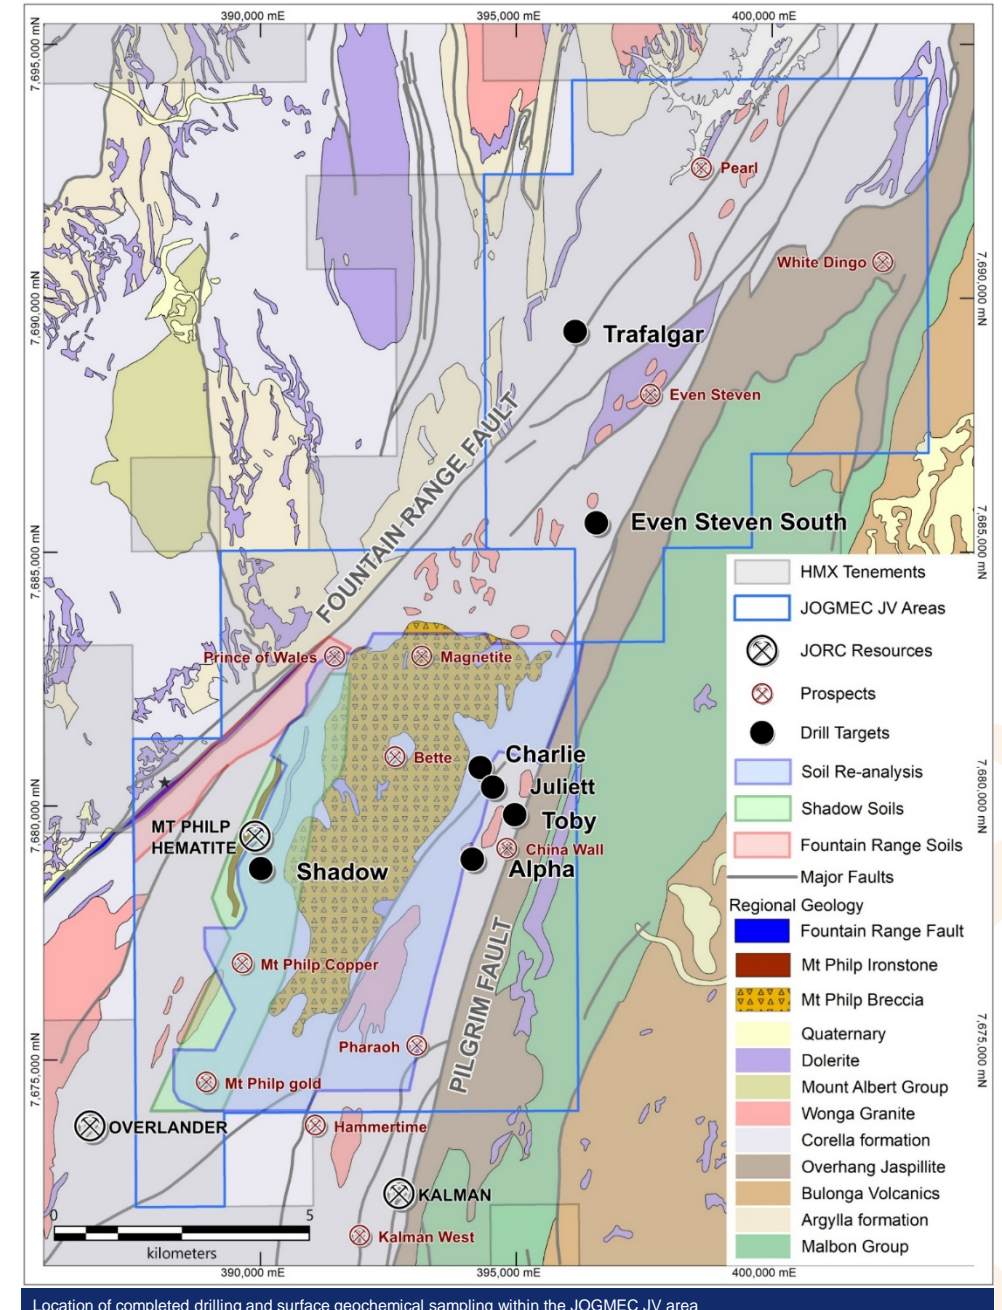 390,000 mE
395,000 mE
400,000 mE
7,695,000 mN
Pearl
White Dingo
7,690,000 mN
7,690,000 mN
Trafalgar
Even Steven
FOUNTAIN RANGE FAULT
Even Steven South
7,685,000 mN
7,685,000 mN
Prince of Wales
Magnetite
Bette
Charlie
Juliett
Toby
7,680,000 mN
7,680,000 mN
MT PHILP
HEMATITE
China Wall
Shadow
Alpha
Mt Philp Copper
PILGRIM FAULT
Pharaoh
7,675,000 mN
7,675,000 mN
Mt Philp gold
OVERLANDER
Hammertime
KALMAN
Kalman West
0
5
kilometers
HMX Tenements
JOGMEC JV Areas
JORC Resources
Prospects
Drill Targets
Soil Re-analysis
Shadow Soils
Fountain Range Soils
Major Faults
Regional Geology
Fountain Range Fault
Mt Philp Ironstone
Mt Philp Breccia
Quaternary
Dolerite
Mount Albert Group
Wonga Granite
Corella formation
Overhang Jaspillite
Bulonga Volcanics
Argylla formation
Malbon Group
390,000 mE
395,000 mE
400,000 mE
Location of completed drilling and surface geochemical sampling within the JOGMEC JV area